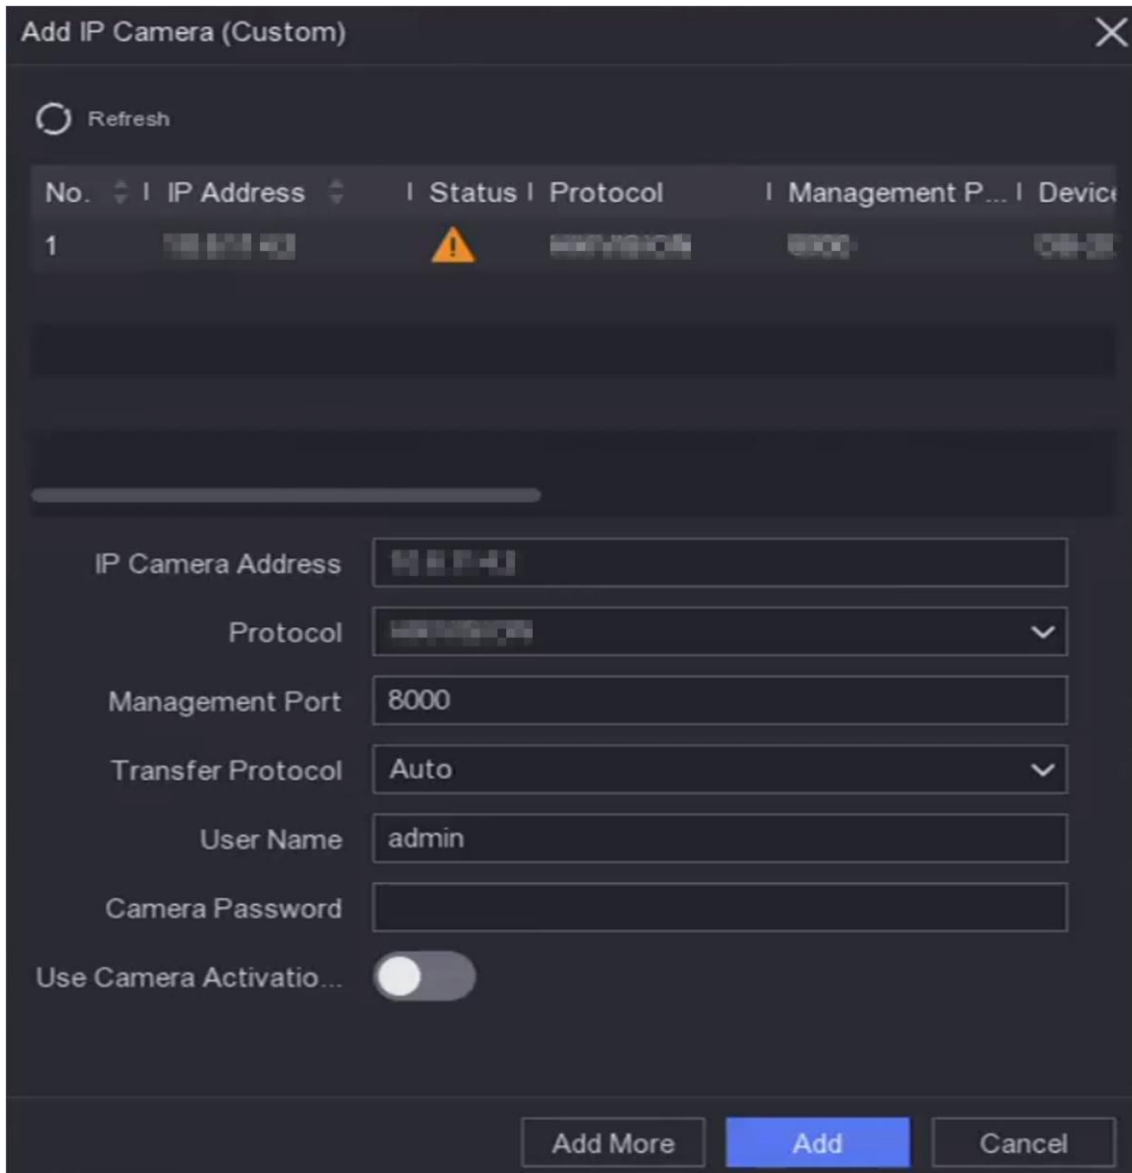 Add IP Camera (Custom)
Refresh
No. IP Address Status Protocol Management P... Device
1
IP Camera Address
Protocol
Management Port 8000
Transfer Protocol Auto
User Name admin
Camera Password
Use Camera Activatio...
Add More Add Cancel